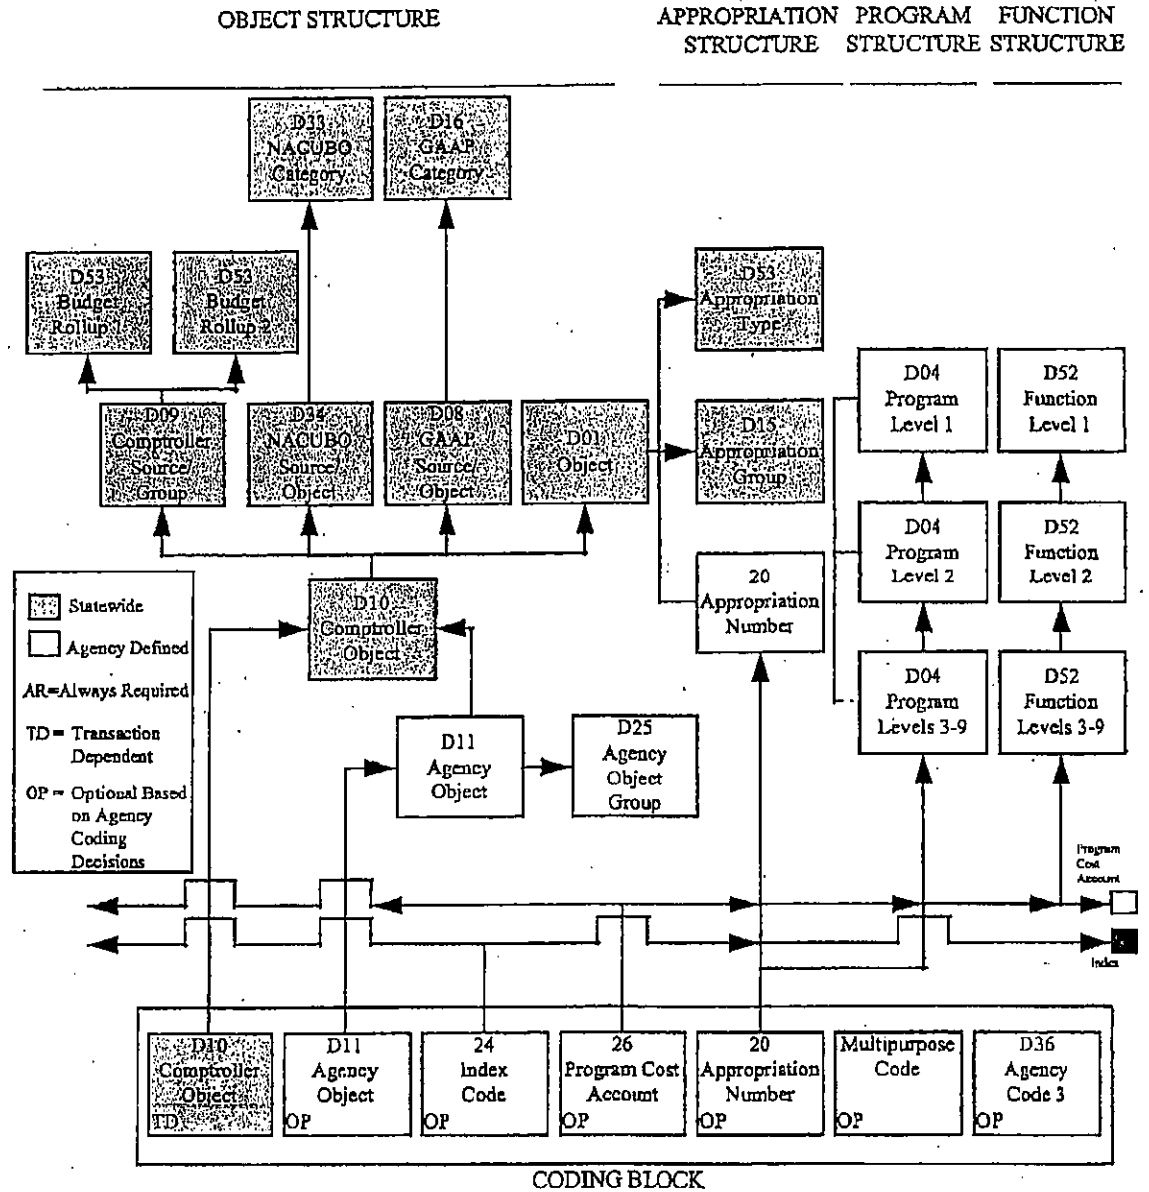 OBJECT STRUCTURE
APPROPRIATION
STRUCTURE
PROGRAM
STRUCTURE
FUNCTION
STRUCTURE
D33
NACUBO
Category
D16
GAAP
Category
D53
Budget
Rollup 1
D53
Budget
Rollup 2
D53
Appropriation
Type
D09
Comptroller
Source/
Group
D34
NACUBO
Source/
Object
D08
GAAP
Source/
Object
D01
Object
D15
Appropriation
Group
D04
Program
Level 1
D52
Function
Level 1
D04
Program
Level 2
D52
Function
Level 2
20
Appropriation
Number
D10
Comptroller
Object
D04
Program
Levels 3-9
D52
Function
Levels 3-9
Statewide
Agency Defined
AR=Always Required
TD = Transaction
Dependent
OP = Optional Based
on Agency
Coding
Decisions
D11
Agency
Object
D25
Agency
Object
Group
Program
Cost
Account
Index
D10
Comptroller
Object
TD
D11
Agency
Object
OP
24
Index
Code
OP
26
Program Cost
Account
OP
20
Appropriation
Number
OP
Multipurpose
Code
OP
D36
Agency
Code 3
OP
CODING BLOCK